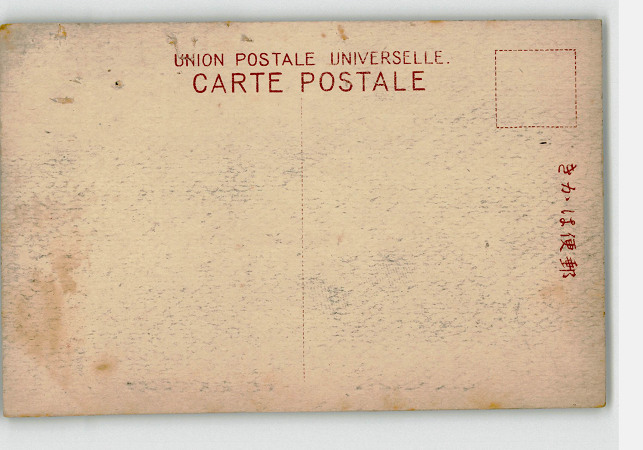 UNION POSTALE UNIVERSELLE.
CARTE POSTALE
きかは便郵